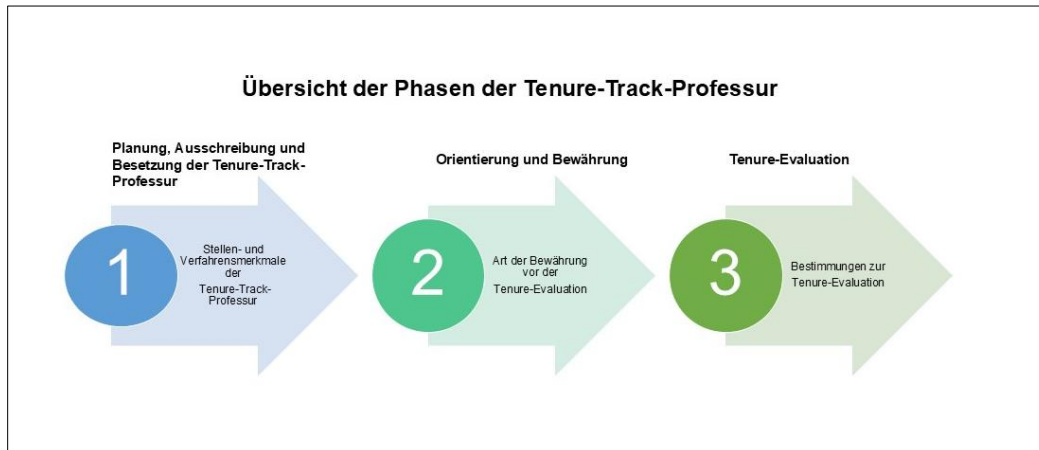 Übersicht der Phasen der Tenure-Track-Professur
Planung, Ausschreibung und
Besetzung der Tenure-Track-
Professur
1
Stellen- und
Verfahrensmerkmale
der
Tenure-Track-
Professur
Orientierung und Bewährung
2
Art der Bewährung
vor der
Tenure-Evaluation
Tenure-Evaluation
3
Bestimmungen zur
Tenure-Evaluation